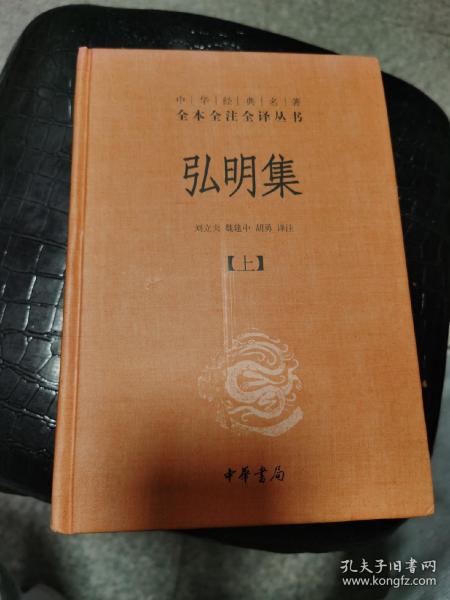 中|华|经|典|名|著
全本全注全译丛书
弘明集
刘立夫 魏建中 胡勇 译注
【上】
中華書局
孔夫子旧书网
www.kongfz.com